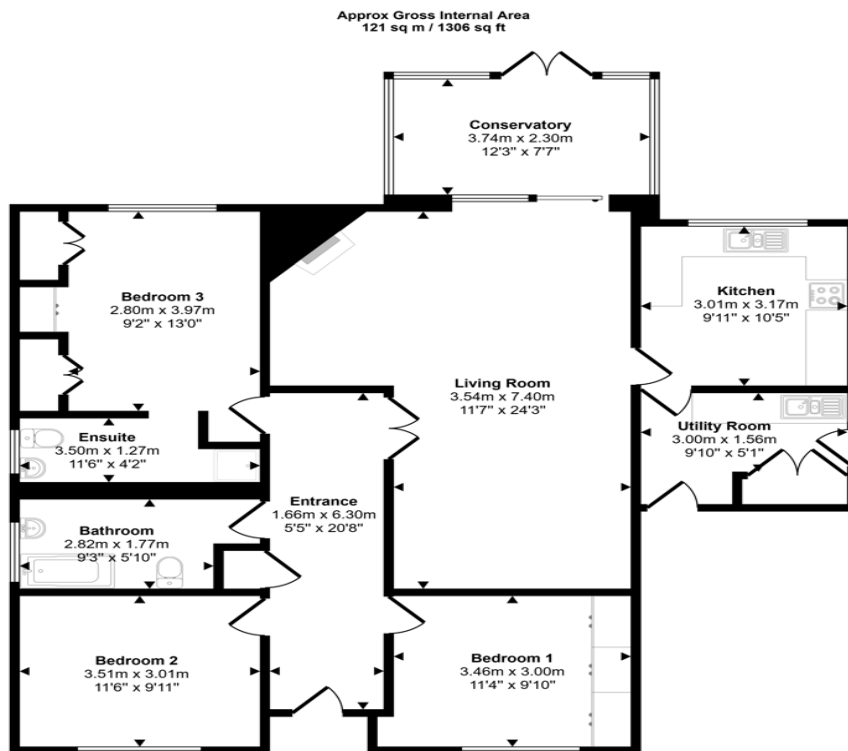 Approx Gross Internal Area
121 sq m / 1306 sq ft
Conservatory
3.74m x 2.30m
12'3" x 7'7"
Bedroom 3
2.80m x 3.97m
9'2" x 13'0"
Kitchen
3.01m x 3.17m
9'11" x 10'5"
Living Room
3.54m x 7.40m
11'7" x 24'3"
Utility Room
3.00m x 1.56m
9'10" x 5'1"
Ensuite
3.50m x 1.27m
11'6" x 4'2"
Entrance
1.66m x 6.30m
5'5" x 20'8"
Bathroom
2.82m x 1.77m
9'3" x 5'10"
Bedroom 2
3.51m x 3.01m
11'6" x 9'11"
Bedroom 1
3.46m x 3.00m
11'4" x 9'10"